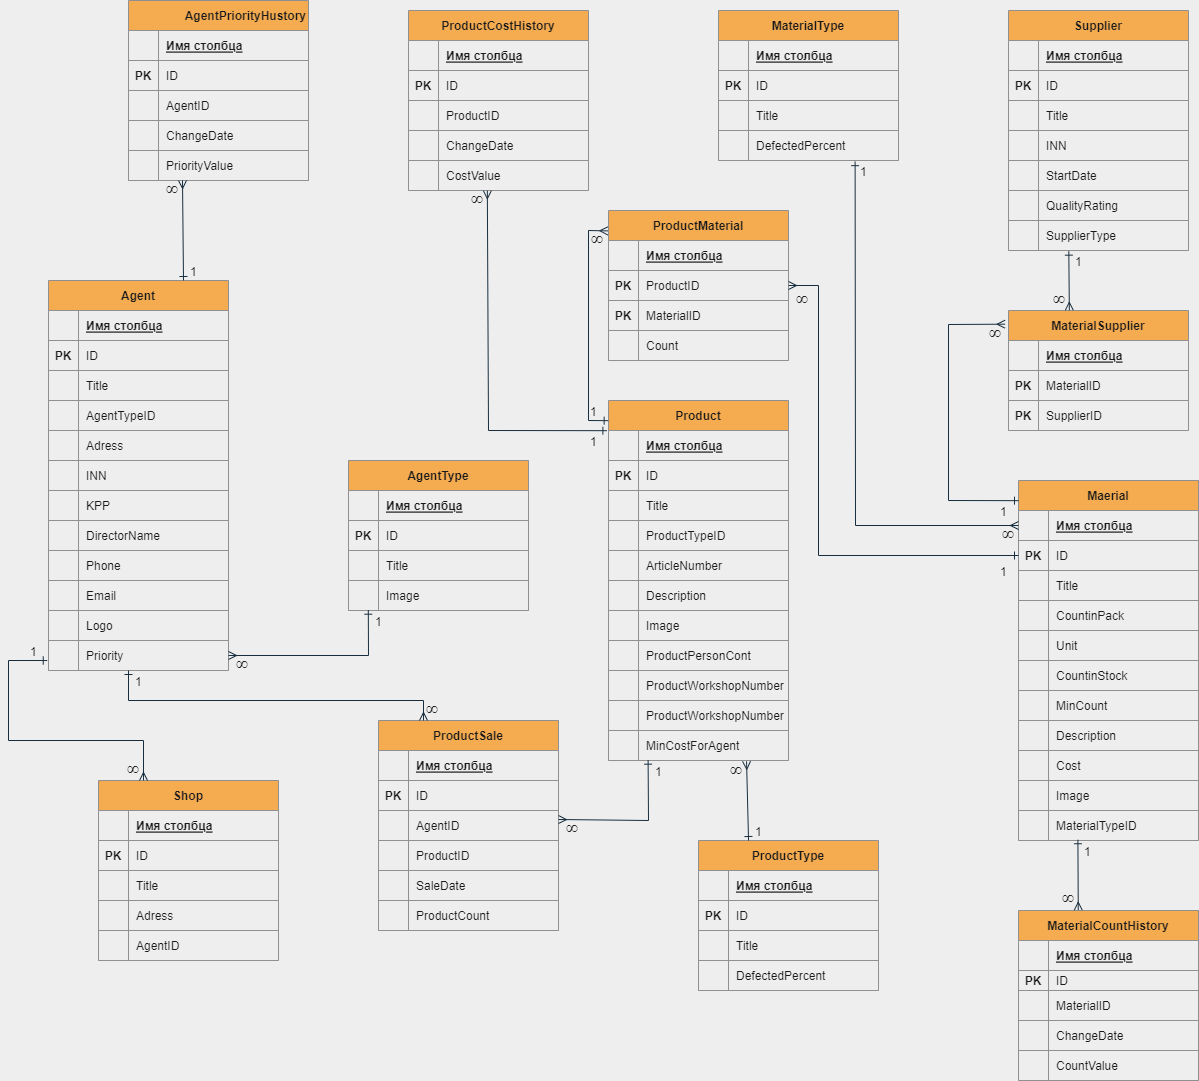 AgentPriorityHustory
Имя столбца
PK ID
AgentID
ChangeDate
PriorityValue
∞
1
ProductCostHistory
Имя столбца
PK ID
ProductID
ChangeDate
CostValue
∞
MaterialType
Имя столбца
PK ID
Title
DefectedPercent
1
Supplier
Имя столбца
PK ID
Title
INN
StartDate
QualityRating
SupplierType
1
∞
ProductMaterial
Имя столбца
PK ProductID
PK MaterialID
Count
∞
∞
MaterialSupplier
Имя столбца
PK MaterialID
PK SupplierID
∞
Agent
Имя столбца
PK ID
Title
AgentTypeID
Adress
INN
KPP
DirectorName
Phone
Email
Logo
Priority
1
∞
1
AgentType
Имя столбца
PK ID
Title
Image
1
1
1
Product
Имя столбца
PK ID
Title
ProductTypeID
ArticleNumber
Description
Image
ProductPersonCont
ProductWorkshopNumber
ProductWorkshopNumber
MinCostForAgent
1
∞
Maerial
Имя столбца
PK ID
Title
CountinPack
Unit
CountinStock
MinCount
Description
Cost
Image
MaterialTypeID
1
∞
1
1
∞
∞
ProductSale
Имя столбца
PK ID
AgentID
ProductID
SaleDate
ProductCount
∞
∞
Shop
Имя столбца
PK ID
Title
Adress
AgentID
∞
1
ProductType
Имя столбца
PK ID
Title
DefectedPercent
MaterialCountHistory
Имя столбца
PK ID
MaterialID
ChangeDate
CountValue